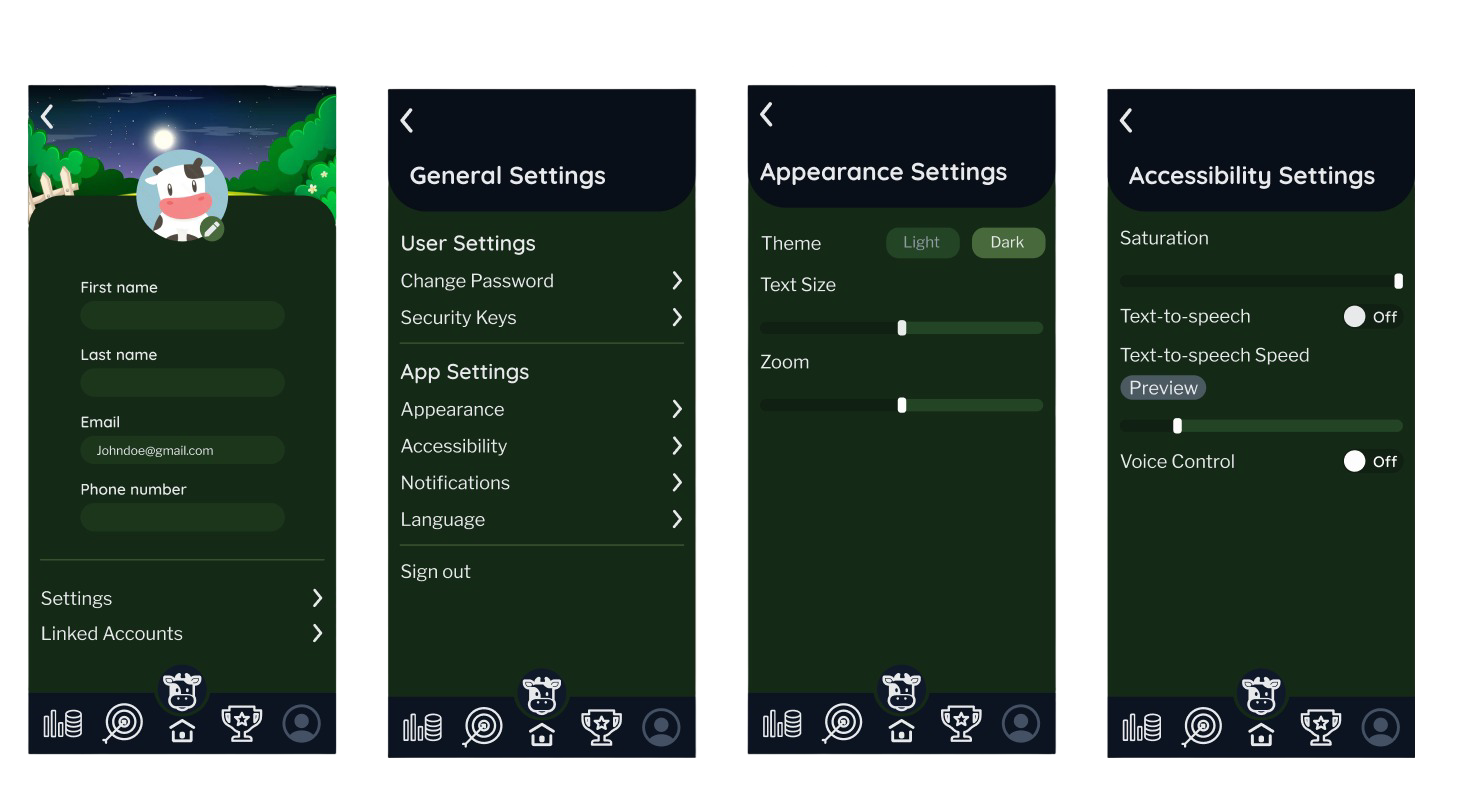 First name
Last name
Email
Johndoe@gmail.com
Phone number
Settings
Linked Accounts
General Settings
User Settings
Change Password
Security Keys
App Settings
Appearance
Accessibility
Notifications
Language
Sign out
Appearance Settings
Theme Light Dark
Text Size
Zoom
Accessibility Settings
Saturation
Text-to-speech Off
Text-to-speech Speed
Preview
Voice Control Off